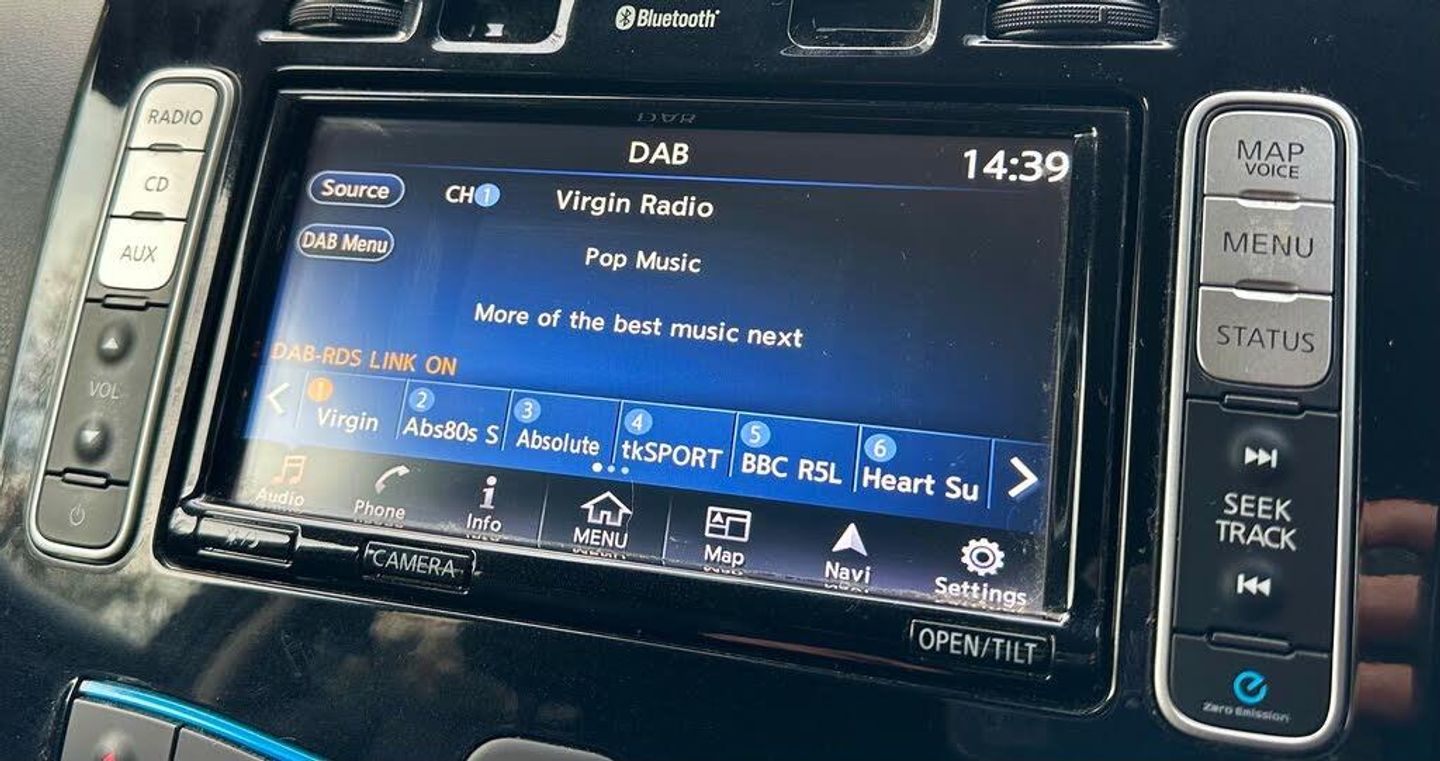 Bluetooth
RADIO
CD
AUX
VOL
DAB
14:39
Source
CH 1
Virgin Radio
DAB Menu
Pop Music
More of the best music next
DAB-RDS LINK ON
1 Virgin
2 Abs80s S
3 Absolute
4 tkSPORT
5 BBC R5L
6 Heart Su
Audio
Phone
Info
MENU
Map
Navi
Settings
CAMERA
OPEN/TILT
MAP
VOICE
MENU
STATUS
SEEK
TRACK
Zero Emission